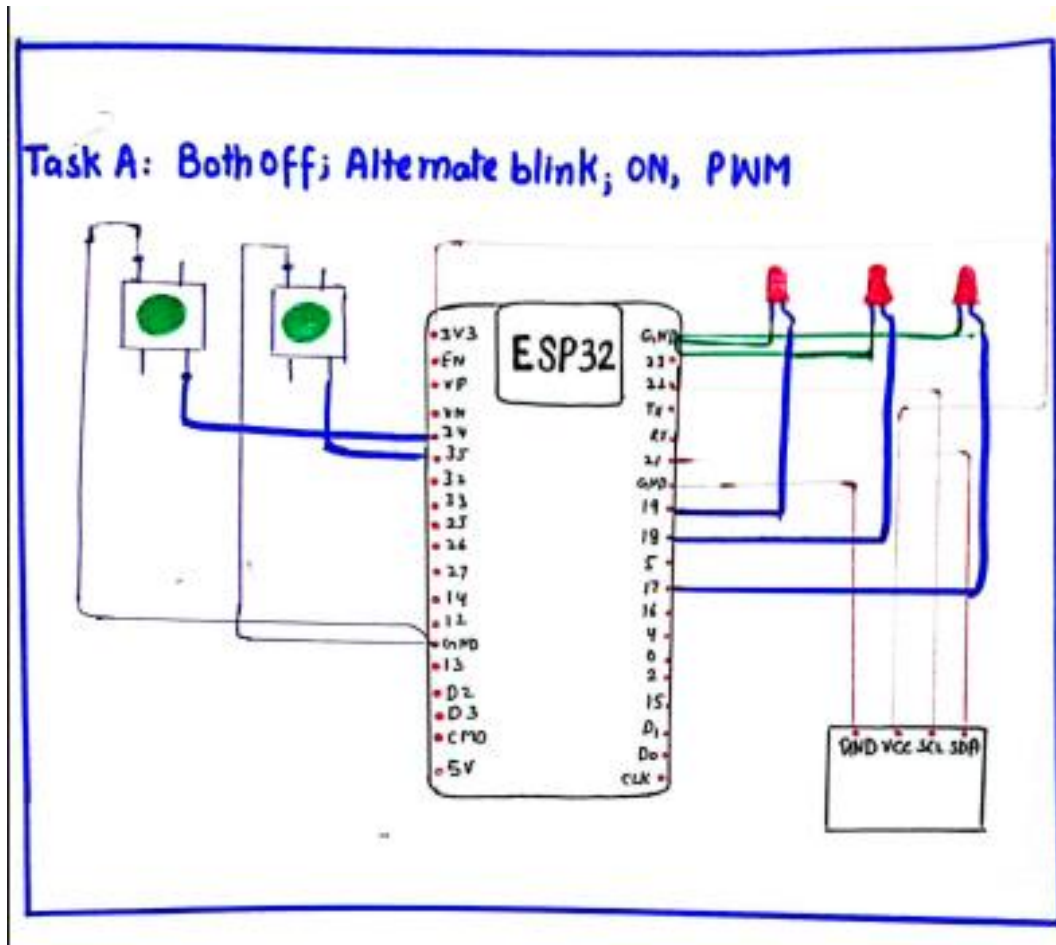 Task A: Both off; Alternate blink; ON, PWM
ESP32
3V3
EN
VP
VN
34
35
32
33
25
26
27
14
12
GND
13
D2
D3
CMD
5V
GND
23
22
TX
RX
21
GND
19
18
5
17
16
4
0
2
15
D1
D0
CLK
GND VCC SCL SDA